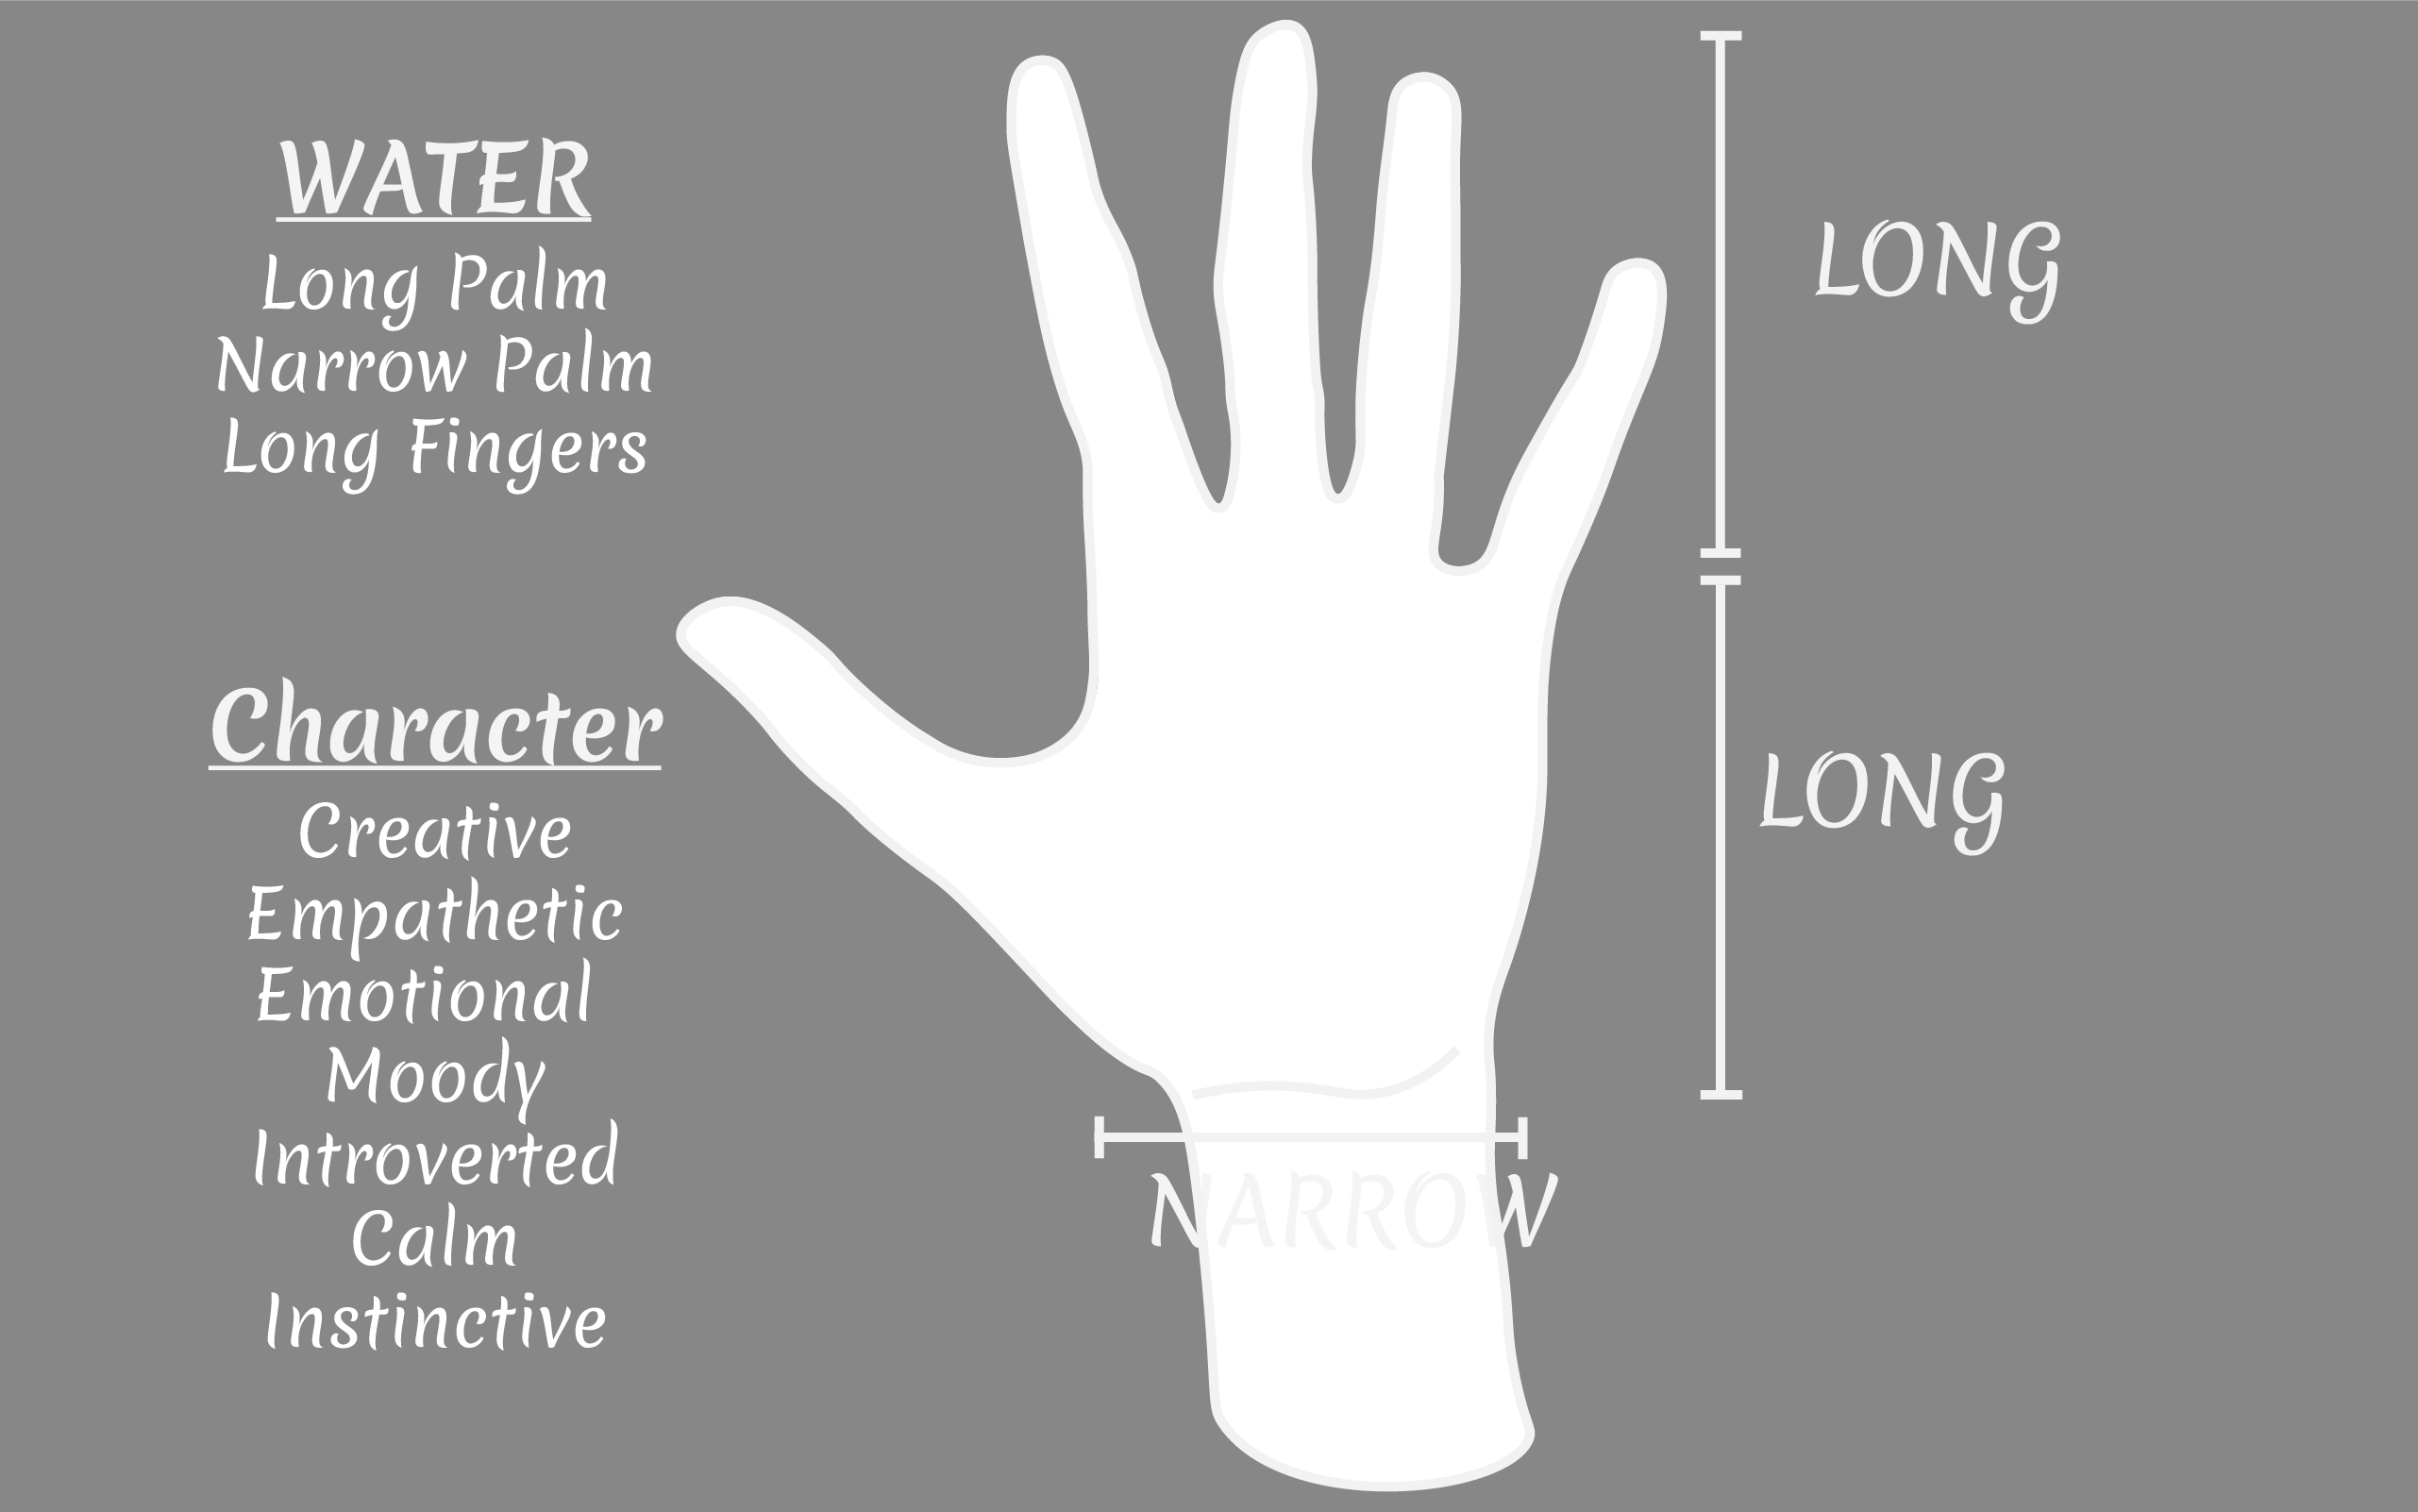 WATER
Long Palm
Narrow Palm
Long Fingers
Character
Creative
Empathetic
Emotional
Moody
Introverted
Calm
Instinctive
LONG
LONG
NARROW